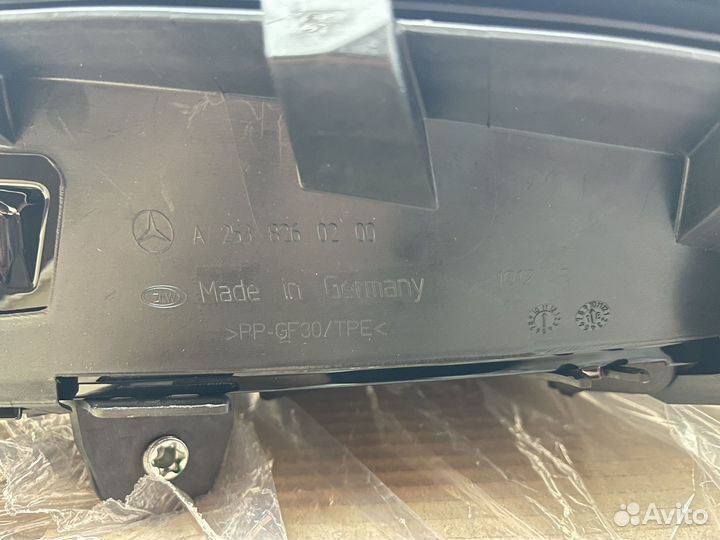 A 253 826 02 00
Made in Germany
>PP-GF30/TPE<
Avito